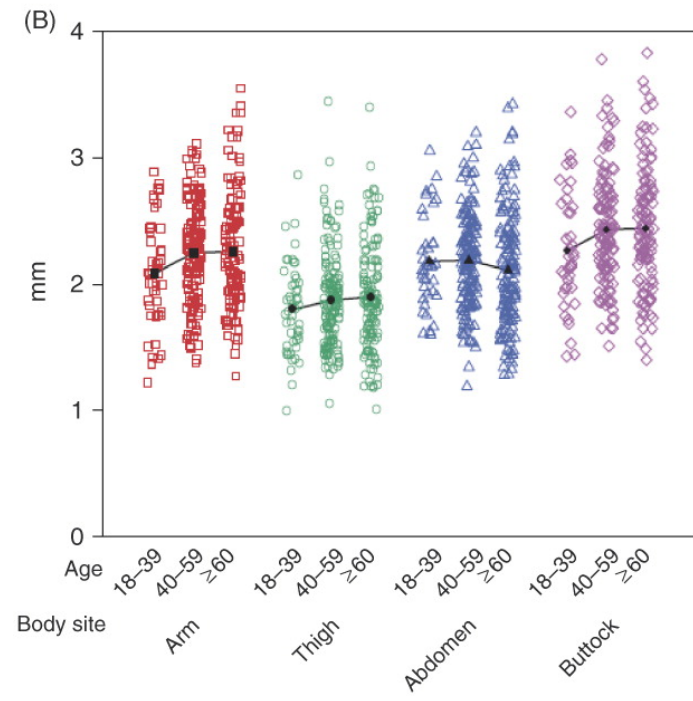 (B)
4
3
2
1
0
mm
Age
18–39
40–59
≥60
18–39
40–59
≥60
18–39
40–59
≥60
18–39
40–59
≥60
Body site
Arm
Thigh
Abdomen
Buttock